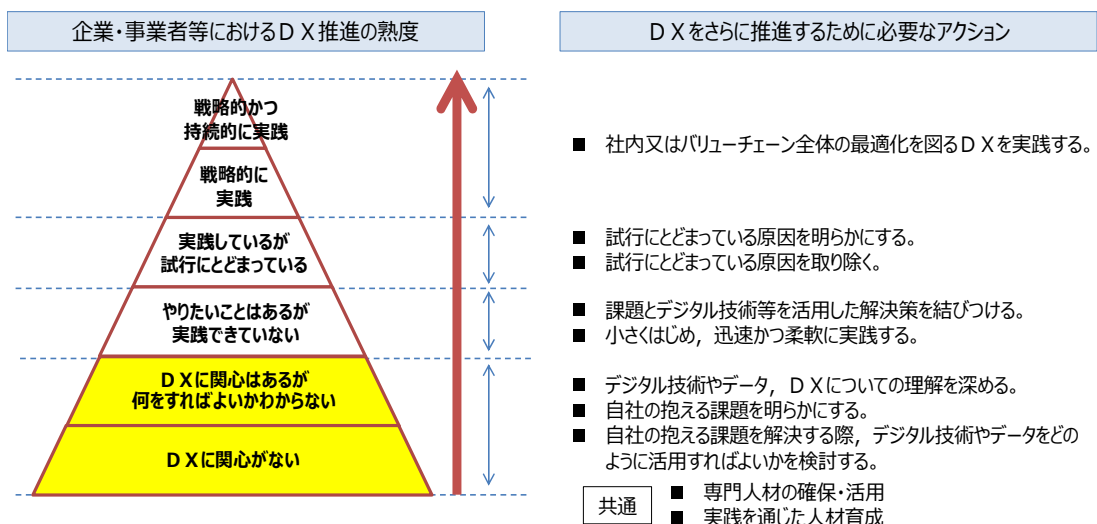 企業・事業者等におけるＤＸ推進の熟度
ＤＸをさらに推進するために必要なアクション
戦略的かつ
持続的に実践
戦略的に
実践
実践しているが
試行にとどまっている
やりたいことはあるが
実践できていない
ＤＸに関心はあるが
何をすればよいかわからない
ＤＸに関心がない
■ 社内又はバリューチェーン全体の最適化を図るＤＸを実践する。
■ 試行にとどまっている原因を明らかにする。
■ 試行にとどまっている原因を取り除く。
■ 課題とデジタル技術等を活用した解決策を結びつける。
■ 小さくはじめ，迅速かつ柔軟に実践する。
■ デジタル技術やデータ，ＤＸについての理解を深める。
■ 自社の抱える課題を明らかにする。
■ 自社の抱える課題を解決する際，デジタル技術やデータをどの
ように活用すればよいかを検討する。
共通
■ 専門人材の確保・活用
■ 実践を通じた人材育成